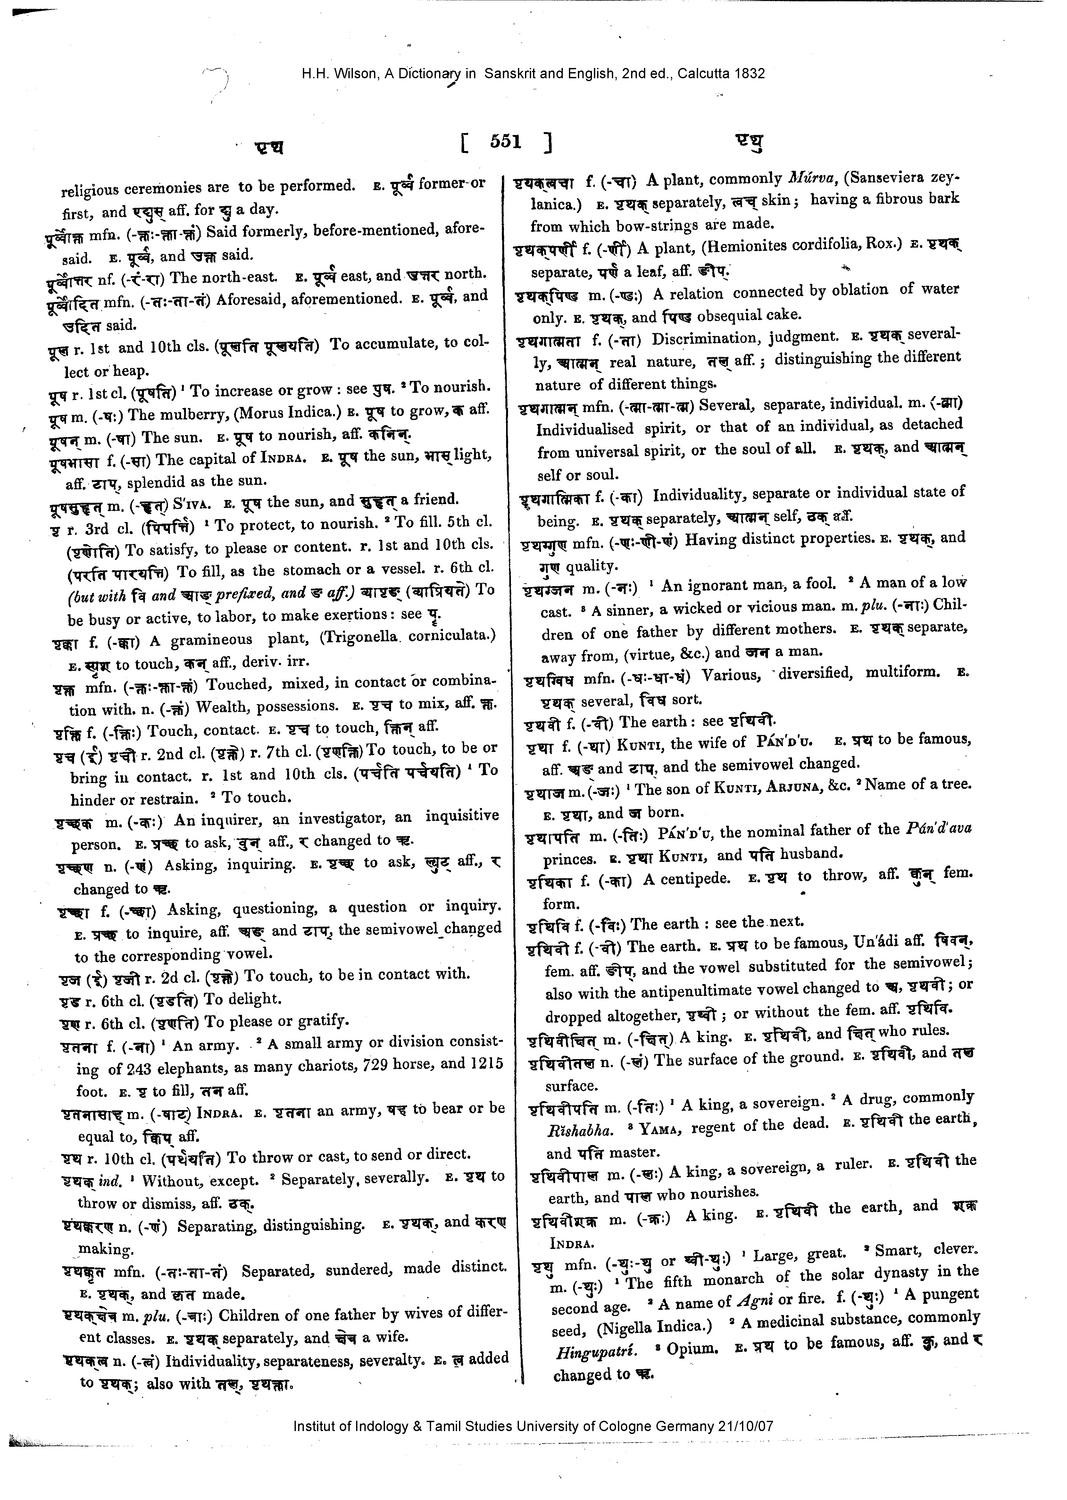 H.H. Wilson, A Dictionary in Sanskrit and English, 2nd ed., Calcutta 1832
पृथ
[ 551 ]
पृथु
religious ceremonies are to be performed. E. पूर्व्व former or
first, and एद्युस् aff. for द्यु a day.
पूर्व्वोक्त mfn. (-क्तः-क्ता-क्तं) Said formerly, before-mentioned, afore-
said. E. पूर्व्व, and उक्त said.
पूर्व्वोत्तर nf. (-रं-रा) The north-east. E. पूर्व्व east, and उत्तर north.
पूर्व्वोदित mfn. (-तः-ता-तं) Aforesaid, aforementioned. E. पूर्व्व, and
उदित said.
पूल r. 1st and 10th cls. (पूलति पूलयति) To accumulate, to col-
lect or heap.
पूष r. 1st cl. (पूषति) ¹ To increase or grow : see पुष. ² To nourish.
पूष m. (-षः) The mulberry, (Morus Indica.) E. पूष to grow, क aff.
पूषन् m. (-षा) The sun. E. पूष to nourish, aff. कनिन्.
पूषभासा f. (-सा) The capital of INDRA. E. पूष the sun, भास् light,
aff. टाप्, splendid as the sun.
पूषसुहृत् m. (-हृत्) S'IVA. E. पूष the sun, and सुहृत् a friend.
पृ r. 3rd cl. (पिपर्त्ति) ¹ To protect, to nourish. ² To fill. 5th cl.
(पृणोति) To satisfy, to please or content. r. 1st and 10th cls.
(परति पारयति) To fill, as the stomach or a vessel. r. 6th cl.
(but with वि and आङ् prefixed, and ङ aff.) व्यापृङ् (व्याप्रियते) To
be busy or active, to labor, to make exertions : see पॄ.
पृक्का f. (-क्का) A gramineous plant, (Trigonella corniculata.)
E. स्पृश to touch, कन् aff., deriv. irr.
पृक्त mfn. (-क्तः-क्ता-क्तं) Touched, mixed, in contact or combina-
tion with. n. (-क्तं) Wealth, possessions. E. पृच to mix, aff. क्त.
पृक्ति f. (-क्तिः) Touch, contact. E. पृच to touch, क्तिन् aff.
पृच (ई) पृची r. 2nd cl. (पृक्ते) r. 7th cl. (पृणक्ति) To touch, to be or
bring in contact. r. 1st and 10th cls. (पर्चति पर्चयति) ¹ To
hinder or restrain. ² To touch.
पृच्छक m. (-कः) An inquirer, an investigator, an inquisitive
person. E. प्रच्छ to ask, वुन् aff., र changed to ऋ.
पृच्छण n. (-णं) Asking, inquiring. E. प्रच्छ to ask, ल्युट् aff., र
changed to ऋ.
पृच्छा f. (-च्छा) Asking, questioning, a question or inquiry.
E. प्रच्छ to inquire, aff. अङ् and टाप्, the semivowel changed
to the corresponding vowel.
पृज (ई) पृजी r. 2d cl. (पृक्ते) To touch, to be in contact with.
पृड r. 6th cl. (पृडति) To delight.
पृण r. 6th cl. (पृणति) To please or gratify.
पृतना f. (-ना) ¹ An army. ² A small army or division consist-
ing of 243 elephants, as many chariots, 729 horse, and 1215
foot. E. पृ to fill, तनन् aff.
पृतनासाह् m. (-षाट्) INDRA. E. पृतना an army, षह to bear or be
equal to, क्विप् aff.
पृथ r. 10th cl. (पर्थयति) To throw or cast, to send or direct.
पृथक् ind. ¹ Without, except. ² Separately, severally. E. पृथ to
throw or dismiss, aff. ठक्.
पृथक्करण n. (-णं) Separating, distinguishing. E. पृथक्, and करण
making.
पृथक्कृत mfn. (-तः-ता-तं) Separated, sundered, made distinct.
E. पृथक्, and कृत made.
पृथक्क्षेत्र m. plu. (-त्राः) Children of one father by wives of differ-
ent classes. E. पृथक् separately, and क्षेत्र a wife.
पृथक्त्व n. (-त्वं) Individuality, separateness, severalty. E. त्व added
to पृथक्; also with तल्, पृथक्ता.
पृथक्त्वचा f. (-चा) A plant, commonly Múrva, (Sanseviera zey-
lanica.) E. पृथक् separately, त्वच् skin ; having a fibrous bark
from which bow-strings are made.
पृथक्पर्णी f. (-र्णी) A plant, (Hemionites cordifolia, Rox.) E. पृथक्
separate, पर्ण a leaf, aff. ङीप्.
पृथक्पिण्ड m. (-ण्डः) A relation connected by oblation of water
only. E. पृथक्, and पिण्ड obsequial cake.
पृथगात्मता f. (-ता) Discrimination, judgment. E. पृथक् several-
ly, आत्मन् real nature, तल् aff. ; distinguishing the different
nature of different things.
पृथगात्मन् mfn. (-त्मा-त्मा-त्म) Several, separate, individual. m. (-त्मा)
Individualised spirit, or that of an individual, as detached
from universal spirit, or the soul of all. E. पृथक्, and आत्मन्
self or soul.
पृथगात्मिका f. (-का) Individuality, separate or individual state of
being. E. पृथक् separately, आत्मन् self, ठक् aff.
पृथग्गुण mfn. (-णः-णी-णं) Having distinct properties. E. पृथक्, and
गुण quality.
पृथग्जन m. (-नः) ¹ An ignorant man, a fool. ² A man of a low
cast. ³ A sinner, a wicked or vicious man. m. plu. (-नाः) Chil-
dren of one father by different mothers. E. पृथक् separate,
away from, (virtue, &c.) and जन a man.
पृथग्विध mfn. (-धः-धा-धं) Various, diversified, multiform. E.
पृथक् several, विध sort.
पृथवी f. (-वी) The earth : see पृथिवी.
पृथा f. (-था) KUNTI, the wife of PÁN'D'U. E. प्रथ to be famous,
aff. अङ and टाप्, and the semivowel changed.
पृथाज m. (-जः) ¹ The son of KUNTI, ARJUNA, &c. ² Name of a tree.
E. पृथा, and ज born.
पृथापति m. (-तिः) PÁN'D'U, the nominal father of the Pán'd'ava
princes. E. पृथा KUNTI, and पति husband.
पृथिका f. (-का) A centipede. E. पृथ to throw, aff. कुन् fem.
form.
पृथिवि f. (-विः) The earth : see the next.
पृथिवी f. (-वी) The earth. E. प्रथ to be famous, Un'ádi aff. षिवन्,
fem. aff. ङीप्, and the vowel substituted for the semivowel;
also with the antipenultimate vowel changed to अ, पृथवी ; or
dropped altogether, पृथ्वी ; or without the fem. aff. पृथिवि.
पृथिवीक्षित् m. (-क्षित्) A king. E. पृथिवी, and क्षित् who rules.
पृथिवीतल n. (-लं) The surface of the ground. E. पृथिवी, and तल
surface.
पृथिवीपति m. (-तिः) ¹ A king, a sovereign. ² A drug, commonly
Rishabha. ³ YAMA, regent of the dead. E. पृथिवी the earth,
and पति master.
पृथिवीपाल m. (-लः) A king, a sovereign, a ruler. E. पृथिवी the
earth, and पाल who nourishes.
पृथिवीशक्र m. (-क्रः) A king. E. पृथिवी the earth, and शक्र
INDRA.
पृथु mfn. (-थुः-थु or थ्वी-थुः) ¹ Large, great. ² Smart, clever.
m. (-थुः) ¹ The fifth monarch of the solar dynasty in the
second age. ² A name of Agni or fire. f. (-थुः) ¹ A pungent
seed, (Nigella Indica.) ² A medicinal substance, commonly
Hingupatrí. ³ Opium. E. प्रथ to be famous, aff. कु, and र
changed to ऋ.
Institut of Indology & Tamil Studies University of Cologne Germany 21/10/07